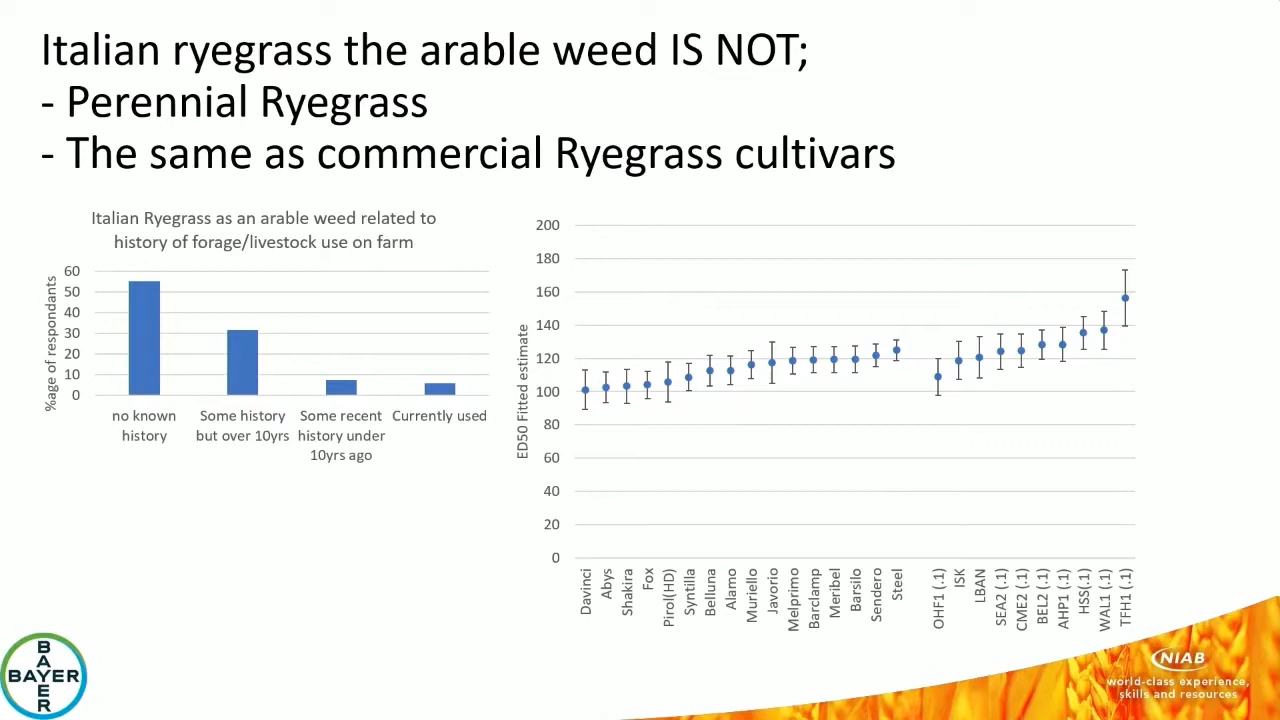 Italian ryegrass the arable weed IS NOT;
- Perennial Ryegrass
- The same as commercial Ryegrass cultivars
Italian Ryegrass as an arable weed related to
history of forage/livestock use on farm
%age of respondants
60
50
40
30
20
10
0
no known
history
Some history
but over 10yrs
Some recent
history under
10yrs ago
Currently used
ED50 Fitted estimate
200
180
160
140
120
100
80
60
40
20
0
Davinci
Abys
Shakira
Fox
Pirol(HD)
Syntilla
Belluna
Alamo
Muriello
Javorio
Melprimo
Barclamp
Meribel
Barsilo
Sendero
Steel
OHF1 (.1)
ISK
LBAN
SEA2 (.1)
CME2 (.1)
BEL2 (.1)
AHP1 (.1)
HSS(.1)
WAL1 (.1)
TFH1 (.1)
BAYER
BAYER
NIAB
world-class experience,
skills and resources